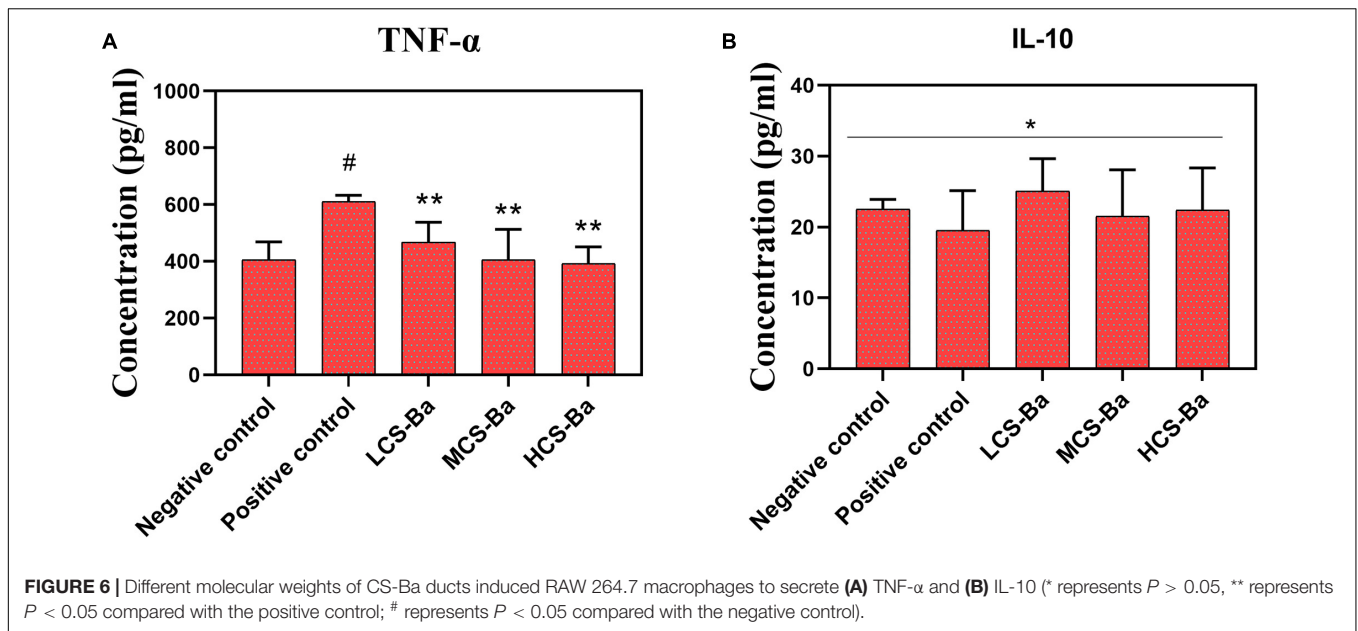 A
TNF-α
Concentration (pg/ml)
1000
800
600
400
200
0
#
**
**
**
Negative control
Positive control
LCS-Ba
MCS-Ba
HCS-Ba
B
IL-10
Concentration (pg/ml)
40
30
20
10
0
*
Negative control
Positive control
LCS-Ba
MCS-Ba
HCS-Ba
FIGURE 6 | Different molecular weights of CS-Ba ducts induced RAW 264.7 macrophages to secrete (A) TNF-α and (B) IL-10 (* represents P > 0.05, ** represents
P < 0.05 compared with the positive control; # represents P < 0.05 compared with the negative control).